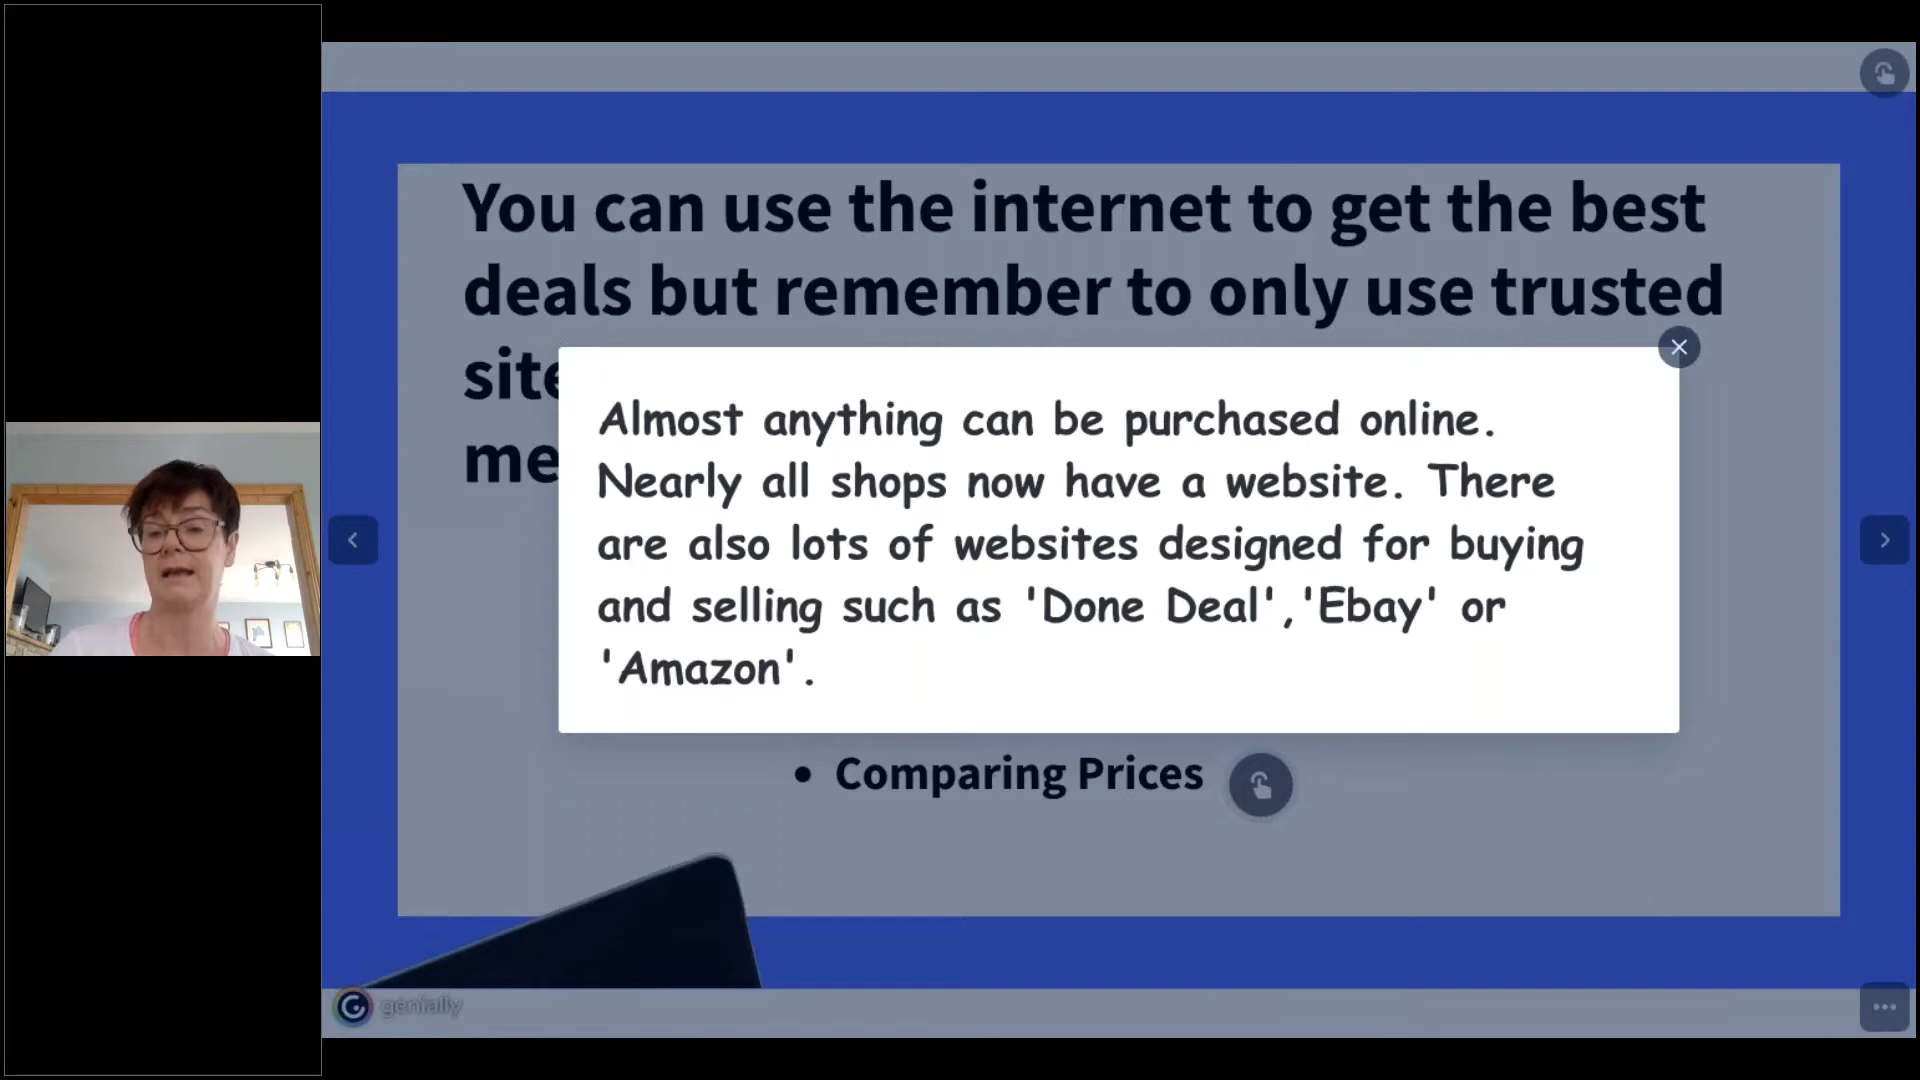 You can use the internet to get the best
deals but remember to only use trusted
Almost anything can be purchased online.
Nearly all shops now have a website. There
are also lots of websites designed for buying
and selling such as 'Done Deal','Ebay' or
'Amazon'.
• Comparing Prices
genially